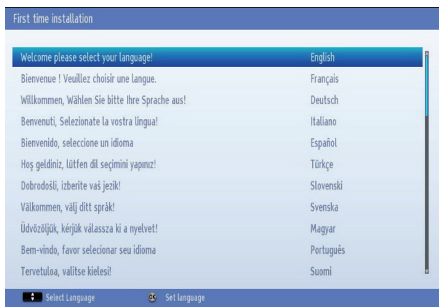 First time installation
Welcome please select your language! English
Bienvenue ! Veuillez choisir une langue. Français
Willkommen, Wählen Sie bitte Ihre Sprache aus! Deutsch
Benvenuti, Selezionate la vostra lingua! Italiano
Bienvenido, seleccione un idioma Español
Hoş geldiniz, lütfen dil seçimini yapınız! Türkçe
Dobrodošli, izberite vaš jezik! Slovenski
Välkommen, välj ditt språk! Svenska
Üdvözöljük, kérjük válassza ki a nyelvet! Magyar
Bem-vindo, favor selecionar seu idioma Português
Tervetuloa, valitse kielesi! Suomi
Select Language OK Set language